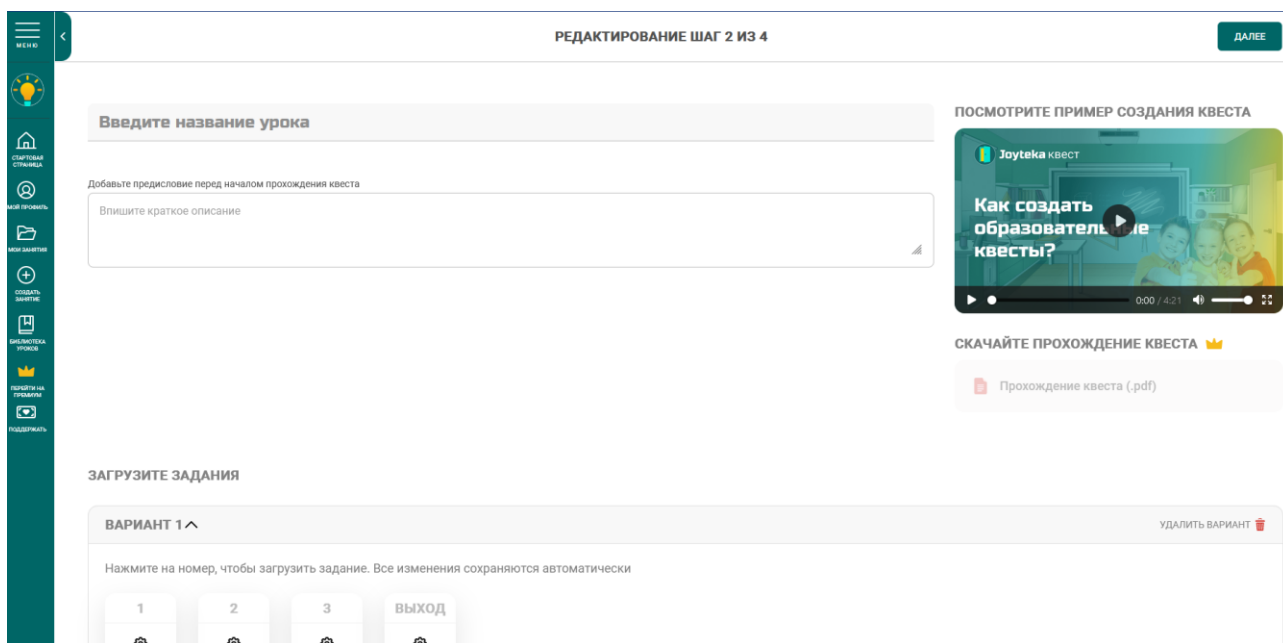 МЕНЮ
РЕДАКТИРОВАНИЕ ШАГ 2 ИЗ 4
ДАЛЕЕ
СТАРТОВАЯ
СТРАНИЦА
МОЙ ПРОФИЛЬ
МОИ ЗАНЯТИЯ
СОЗДАТЬ
ЗАНЯТИЕ
БИБЛИОТЕКА
УРОКОВ
ПЕРЕЙТИ НА
ПРЕМИУМ
ПОДДЕРЖАТЬ
Введите название урока
Добавьте предисловие перед началом прохождения квеста
Впишите краткое описание
ПОСМОТРИТЕ ПРИМЕР СОЗДАНИЯ КВЕСТА
Joyteka квест
Как создать
образовательные
квесты?
0:00 / 4:21
СКАЧАЙТЕ ПРОХОЖДЕНИЕ КВЕСТА
Прохождение квеста (.pdf)
ЗАГРУЗИТЕ ЗАДАНИЯ
ВАРИАНТ 1
УДАЛИТЬ ВАРИАНТ
Нажмите на номер, чтобы загрузить задание. Все изменения сохраняются автоматически
1 2 3 ВЫХОД